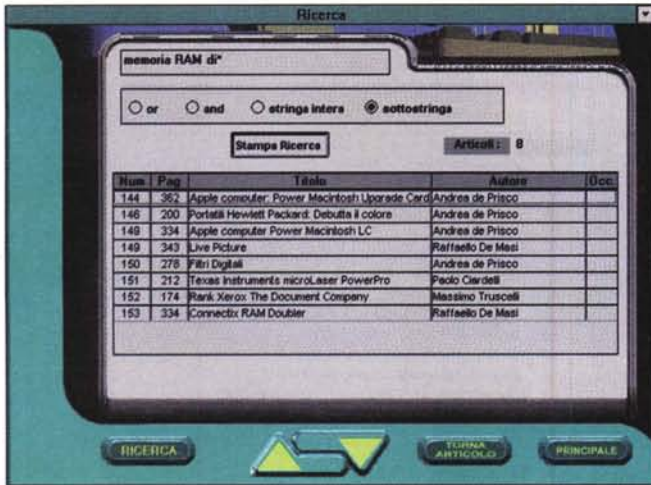 Ricerca
memoria RAM di*
or and stringa intera sottostringa
Stampa Ricerca Articoli: 8
Num Pag Titolo Autore Occ.
144 362 Apple computer: Power Macintosh Upgrade Card Andrea de Prisco
146 200 Portatili Hewlett Packard: Debutta il colore Andrea de Prisco
149 334 Apple computer Power Macintosh LC Andrea de Prisco
149 343 Live Picture Raffaello De Masi
150 278 Filtri Digitali Andrea de Prisco
151 212 Texas Instruments microLaser PowerPro Paolo Ciardelli
152 174 Rank Xerox The Document Company Massimo Truscelli
153 334 Connectix RAM Doubler Raffaello De Masi
RICERCA TORNA ARTICOLO PRINCIPALE